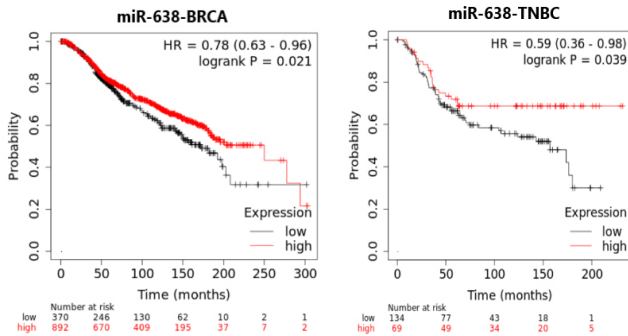 miR-638-BRCA
HR = 0.78 (0.63 - 0.96)
logrank P = 0.021
Probability
1.0
0.8
0.6
0.4
0.2
0.0
Expression
low
high
0 50 100 150 200 250 300
Time (months)
Number at risk
low 370 246 130 62 10 2 1
high 892 670 409 195 37 7 2
miR-638-TNBC
HR = 0.59 (0.36 - 0.98)
logrank P = 0.039
Probability
1.0
0.8
0.6
0.4
0.2
0.0
Expression
low
high
0 50 100 150 200
Time (months)
Number at risk
low 134 77 43 18 1
high 69 49 34 20 5